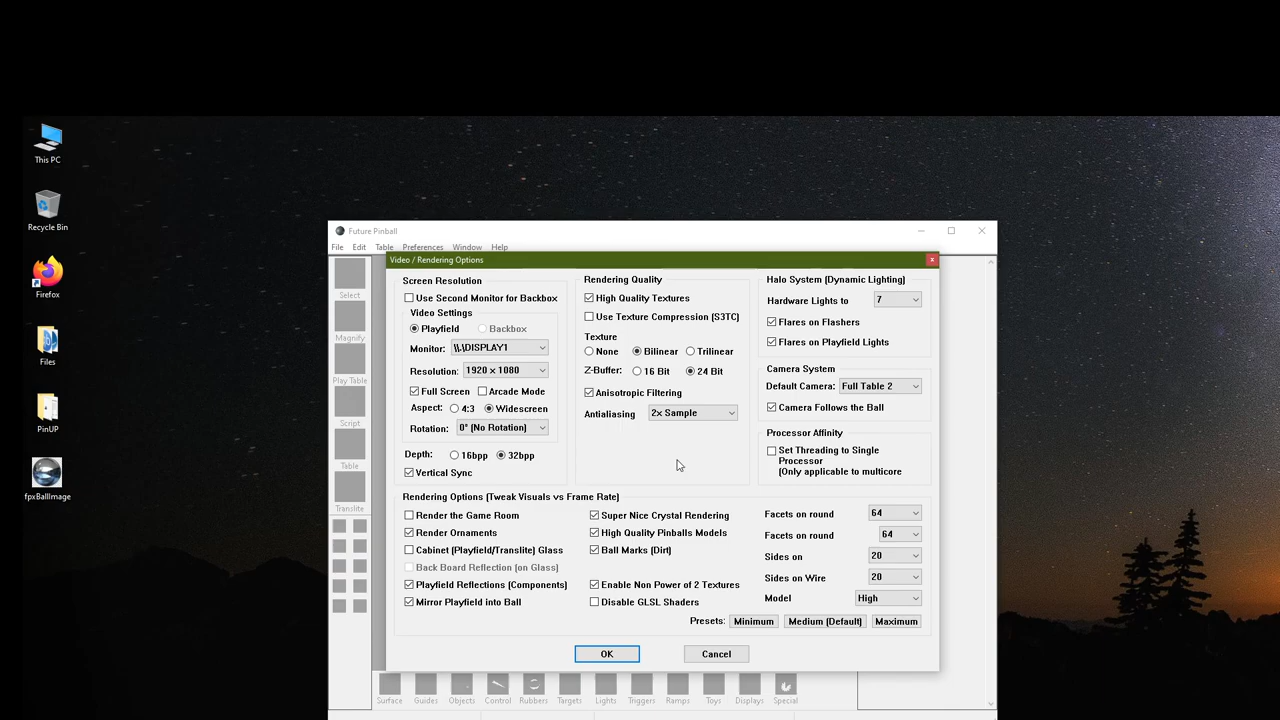 This PC
Recycle Bin
Firefox
Files
PinUP
fpxBallImage
Future Pinball
File Edit Table Preferences Window Help
Select
Magnify
Play Table
Script
Table
Translite
Video / Rendering Options
Screen Resolution
Use Second Monitor for Backbox
Video Settings
Playfield Backbox
Monitor: \\.\DISPLAY1
Resolution: 1920 x 1080
Full Screen Arcade Mode
Aspect: 4:3 Widescreen
Rotation: 0° (No Rotation)
Depth: 16bpp 32bpp
Vertical Sync
Rendering Quality
High Quality Textures
Use Texture Compression (S3TC)
Texture
None Bilinear Trilinear
Z-Buffer: 16 Bit 24 Bit
Anisotropic Filtering
Antialiasing 2x Sample
Halo System (Dynamic Lighting)
Hardware Lights to 7
Flares on Flashers
Flares on Playfield Lights
Camera System
Default Camera: Full Table 2
Camera Follows the Ball
Processor Affinity
Set Threading to Single
Processor
(Only applicable to multicore
Rendering Options (Tweak Visuals vs Frame Rate)
Render the Game Room
Render Ornaments
Cabinet (Playfield/Translite) Glass
Back Board Reflection (on Glass)
Playfield Reflections (Components)
Mirror Playfield into Ball
Super Nice Crystal Rendering
High Quality Pinballs Models
Ball Marks (Dirt)
Enable Non Power of 2 Textures
Disable GLSL Shaders
Facets on round 64
Facets on round 64
Sides on 20
Sides on Wire 20
Model High
Presets: Minimum Medium (Default) Maximum
OK Cancel
Surface Guides Objects Control Rubbers Targets Lights Triggers Ramps Toys Displays Special